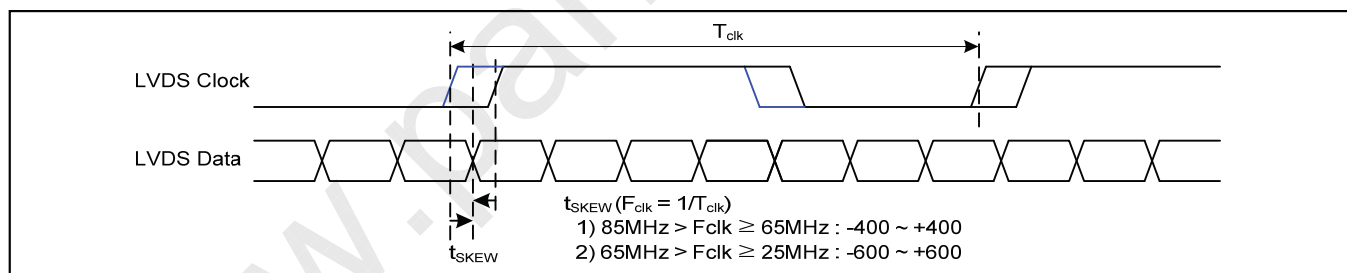 T_clk
LVDS Clock
LVDS Data
t_SKEW (F_clk = 1/T_clk)
1) 85MHz > Fclk ≥ 65MHz : -400 ~ +400
2) 65MHz > Fclk ≥ 25MHz : -600 ~ +600
t_SKEW